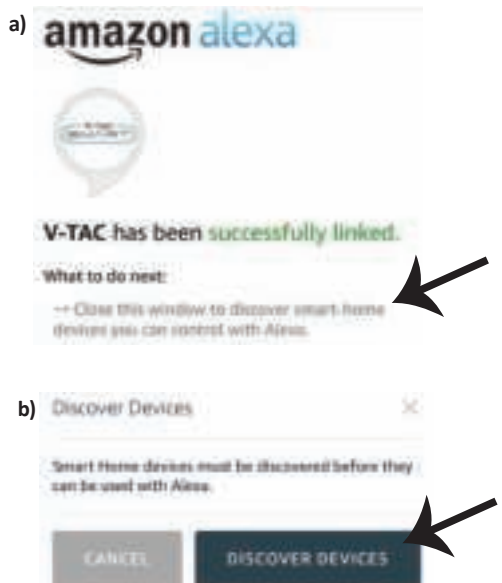 a)
amazon alexa
V-TAC has been successfully linked.
What to do next:
Close this window to discover smart-home
devices you can control with Alexa.
b) Discover Devices ×
Smart Home devices must be discovered before they
can be used with Alexa.
CANCEL DISCOVER DEVICES